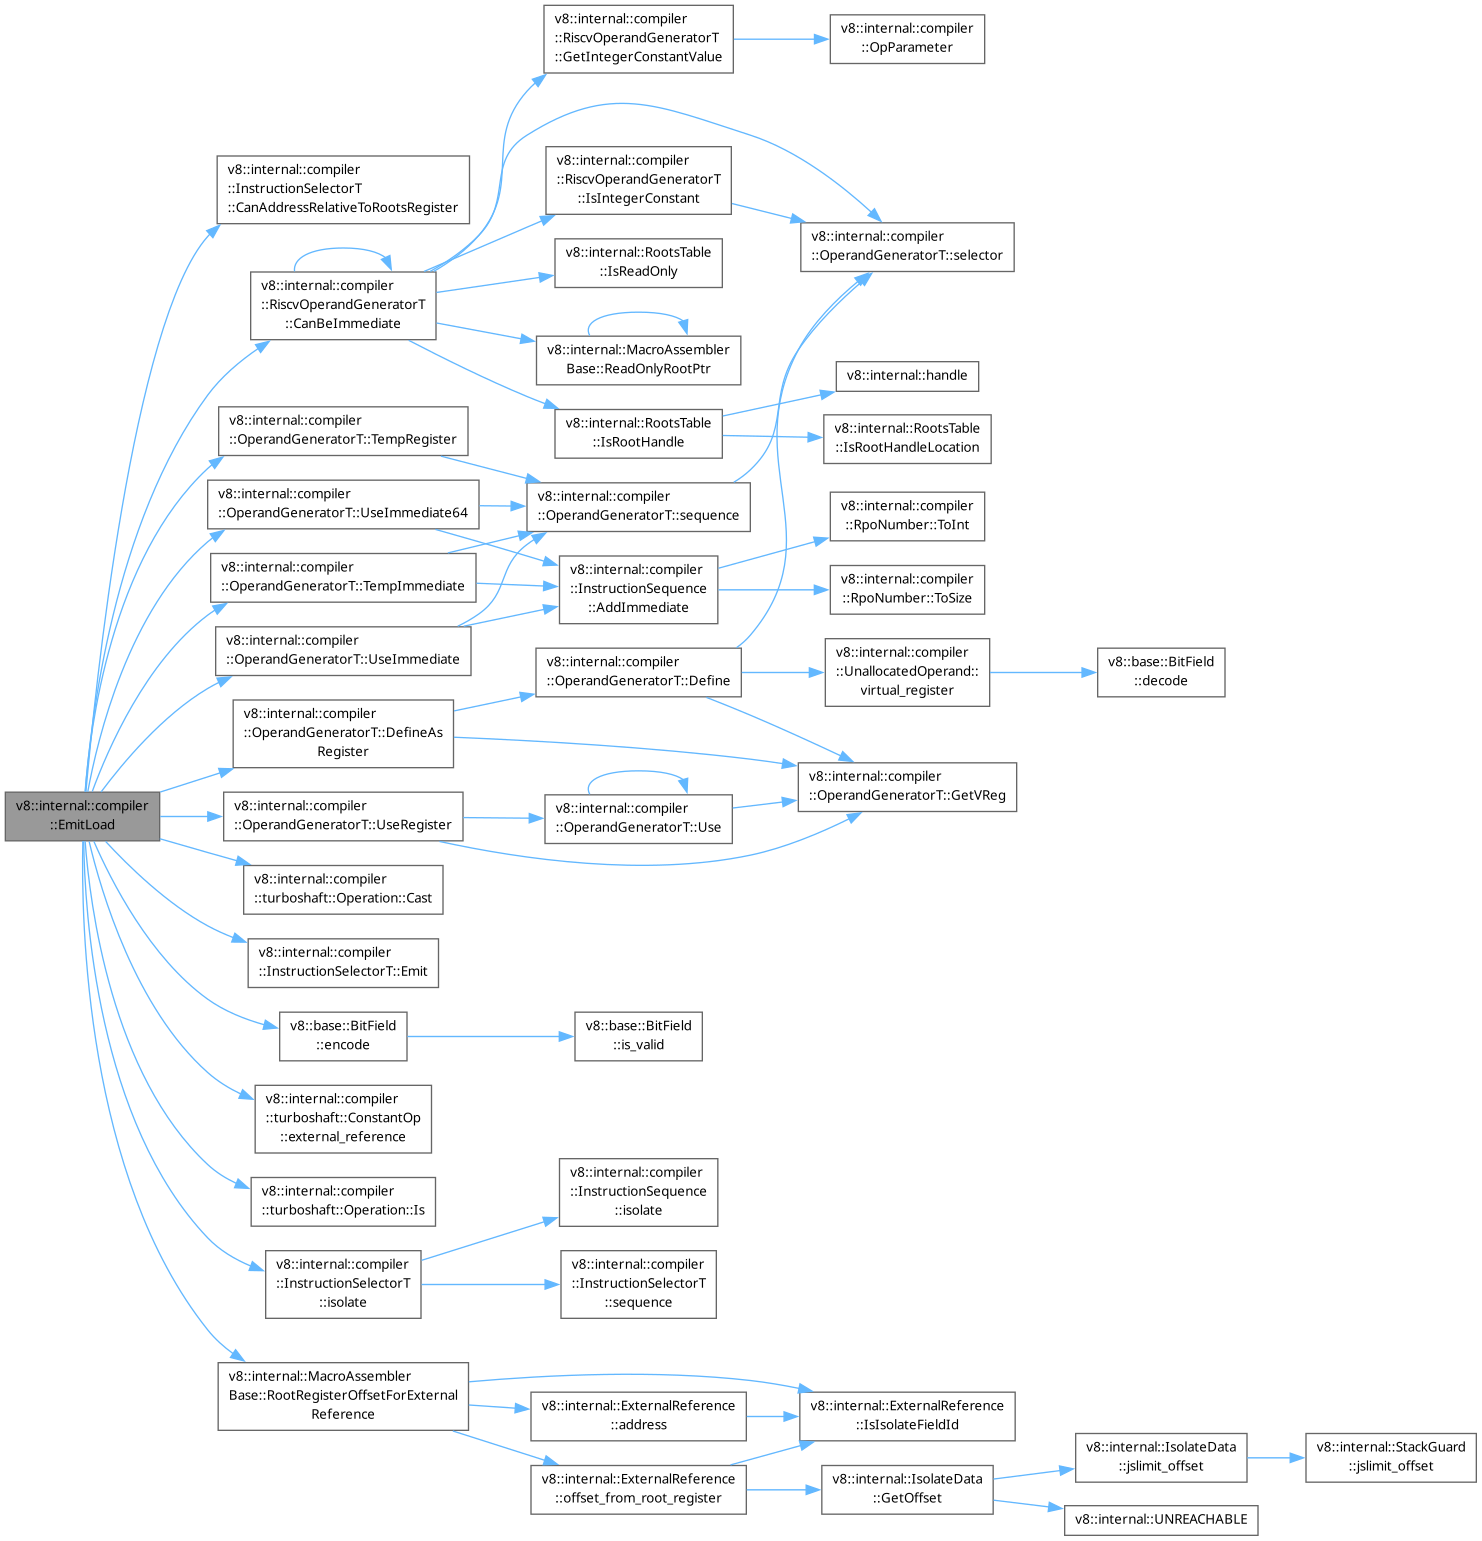 v8::internal::compiler
::EmitLoad
v8::internal::compiler
::InstructionSelectorT
::CanAddressRelativeToRootsRegister
v8::internal::compiler
::RiscvOperandGeneratorT
::CanBeImmediate
v8::internal::compiler
::RiscvOperandGeneratorT
::GetIntegerConstantValue
v8::internal::compiler
::OpParameter
v8::internal::compiler
::RiscvOperandGeneratorT
::IsIntegerConstant
v8::internal::compiler
::OperandGeneratorT::selector
v8::internal::RootsTable
::IsReadOnly
v8::internal::MacroAssembler
Base::ReadOnlyRootPtr
v8::internal::RootsTable
::IsRootHandle
v8::internal::handle
v8::internal::RootsTable
::IsRootHandleLocation
v8::internal::compiler
::OperandGeneratorT::TempRegister
v8::internal::compiler
::OperandGeneratorT::sequence
v8::internal::compiler
::OperandGeneratorT::UseImmediate64
v8::internal::compiler
::InstructionSequence
::AddImmediate
v8::internal::compiler
::RpoNumber::ToInt
v8::internal::compiler
::RpoNumber::ToSize
v8::internal::compiler
::OperandGeneratorT::TempImmediate
v8::internal::compiler
::OperandGeneratorT::UseImmediate
v8::internal::compiler
::OperandGeneratorT::DefineAs
Register
v8::internal::compiler
::OperandGeneratorT::Define
v8::internal::compiler
::UnallocatedOperand::
virtual_register
v8::base::BitField
::decode
v8::internal::compiler
::OperandGeneratorT::GetVReg
v8::internal::compiler
::OperandGeneratorT::UseRegister
v8::internal::compiler
::OperandGeneratorT::Use
v8::internal::compiler
::turboshaft::Operation::Cast
v8::internal::compiler
::InstructionSelectorT::Emit
v8::base::BitField
::encode
v8::base::BitField
::is_valid
v8::internal::compiler
::turboshaft::ConstantOp
::external_reference
v8::internal::compiler
::turboshaft::Operation::Is
v8::internal::compiler
::InstructionSelectorT
::isolate
v8::internal::compiler
::InstructionSequence
::isolate
v8::internal::compiler
::InstructionSelectorT
::sequence
v8::internal::MacroAssembler
Base::RootRegisterOffsetForExternal
Reference
v8::internal::ExternalReference
::address
v8::internal::ExternalReference
::IsIsolateFieldId
v8::internal::ExternalReference
::offset_from_root_register
v8::internal::IsolateData
::GetOffset
v8::internal::IsolateData
::jslimit_offset
v8::internal::StackGuard
::jslimit_offset
v8::internal::UNREACHABLE